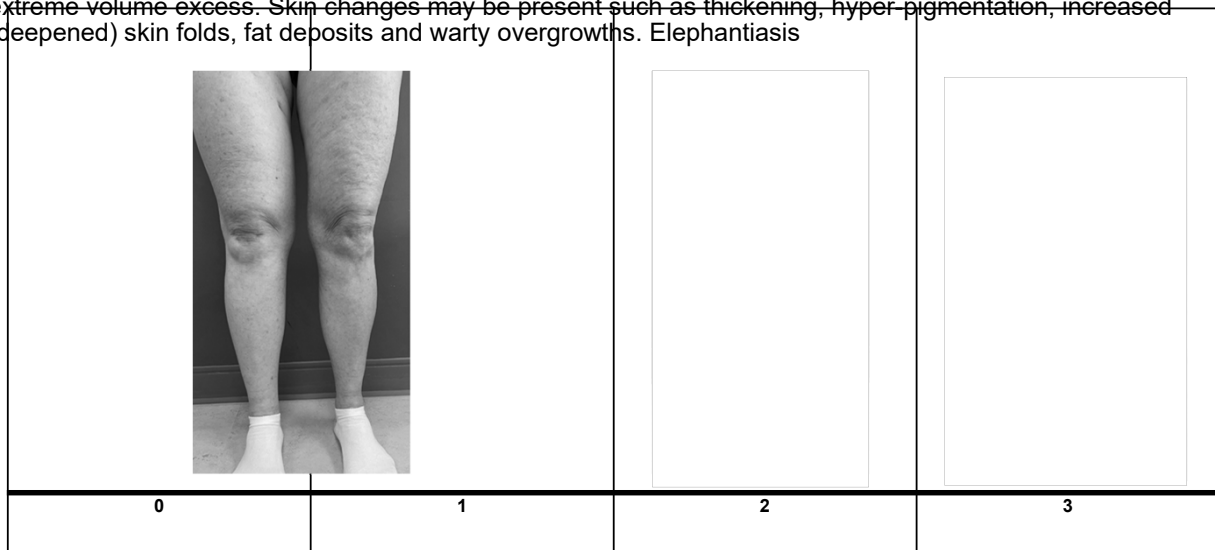 extreme volume excess. Skin changes may be present such as thickening, hyper-pigmentation, increased
deepened) skin folds, fat deposits and warty overgrowths. Elephantiasis
0 1 2 3